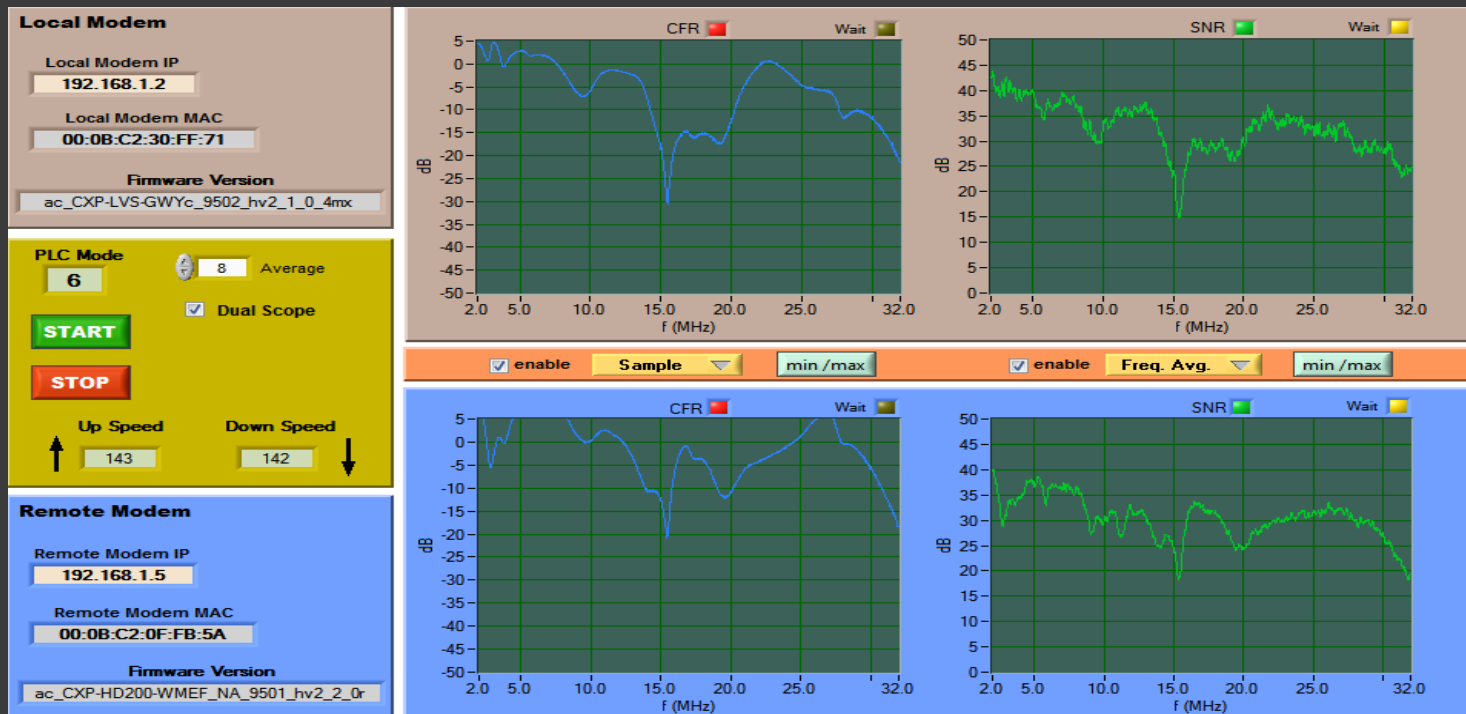 Local Modem
Local Modem IP
192.168.1.2
Local Modem MAC
00:0B:C2:30:FF:71
Firmware Version
ac_CXP-LVS-GWYc_9502_hv2_1_0_4mx
PLC Mode
6
8 Average
Dual Scope
START
STOP
Up Speed
143
Down Speed
142
Remote Modem
Remote Modem IP
192.168.1.5
Remote Modem MAC
00:0B:C2:0F:FB:5A
Firmware Version
ac_CXP-HD200-WMEF_NA_9501_hv2_2_0r
CFR Wait
5
0
-5
-10
-15
-20
-25
-30
-35
-40
-45
-50
dB
2.0 5.0 10.0 15.0 20.0 25.0 32.0
f (MHz)
SNR Wait
50
45
40
35
30
25
20
15
10
5
0
dB
2.0 5.0 10.0 15.0 20.0 25.0 32.0
f (MHz)
enable Sample min /max enable Freq. Avg. min /max
CFR Wait
5
0
-5
-10
-15
-20
-25
-30
-35
-40
-45
-50
dB
2.0 5.0 10.0 15.0 20.0 25.0 32.0
f (MHz)
SNR Wait
50
45
40
35
30
25
20
15
10
5
0
dB
2.0 5.0 10.0 15.0 20.0 25.0 32.0
f (MHz)